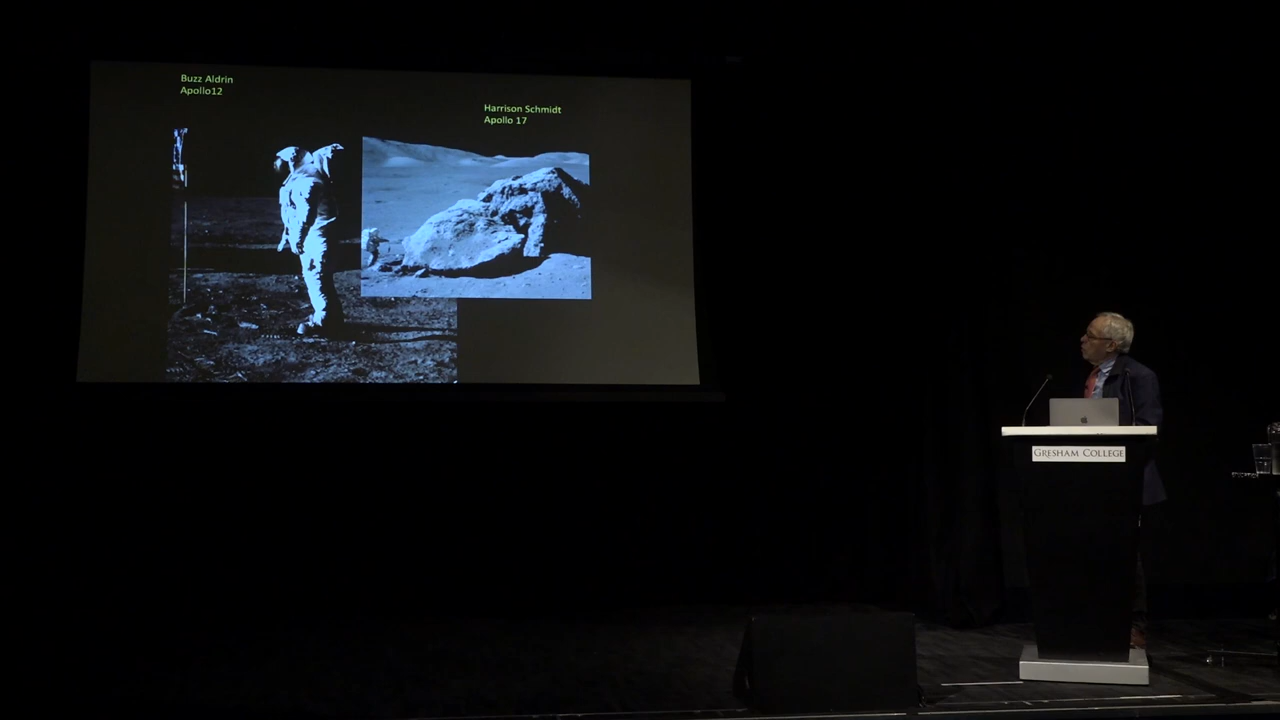 Buzz Aldrin
Apollo12
Harrison Schmidt
Apollo 17
GRESHAM COLLEGE